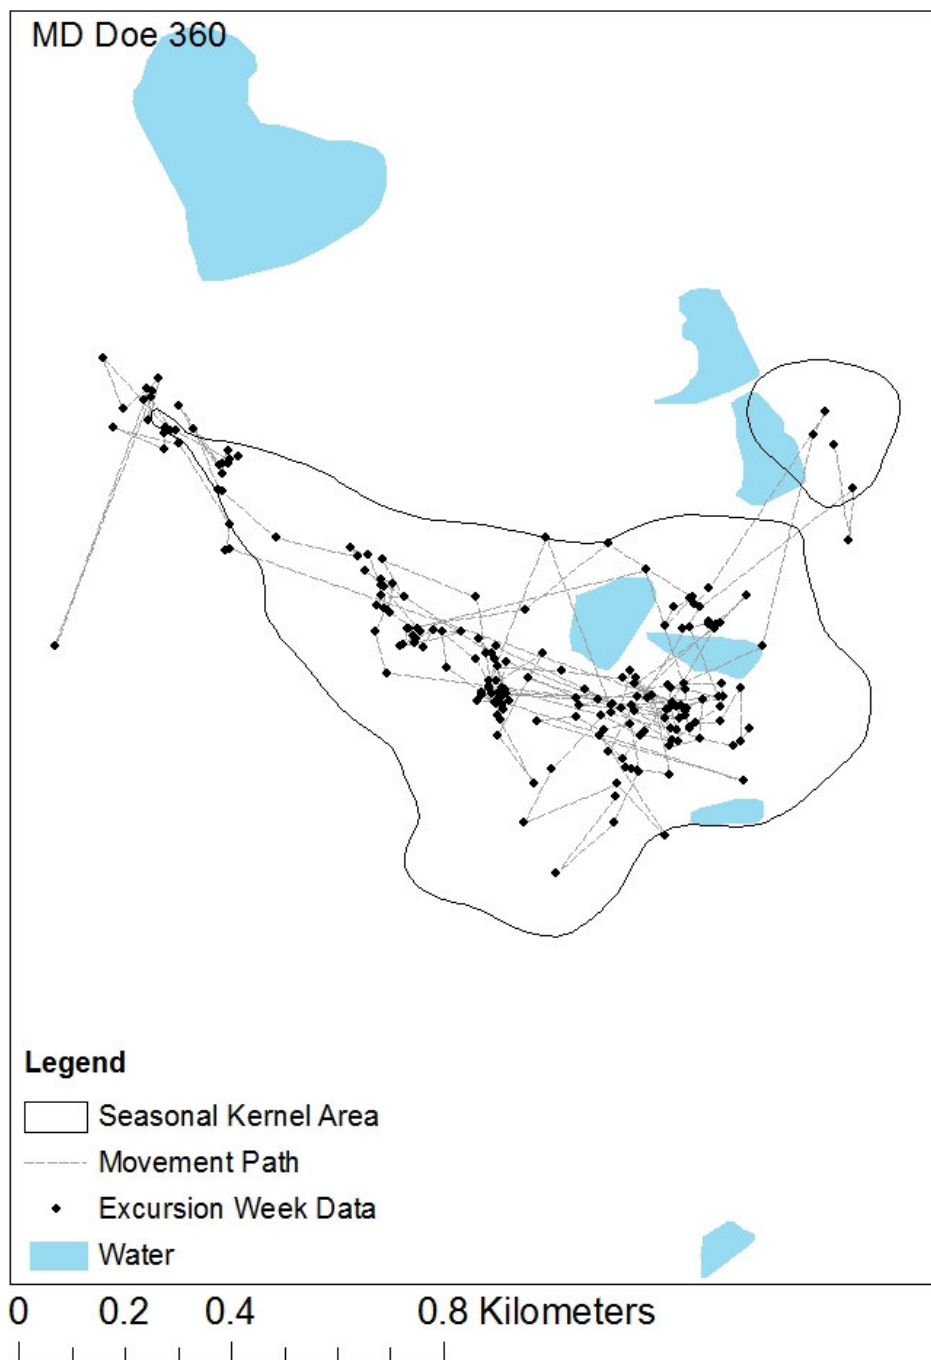 MD Doe 360
Legend
Seasonal Kernel Area
Movement Path
Excursion Week Data
Water
0 0.2 0.4 0.8 Kilometers